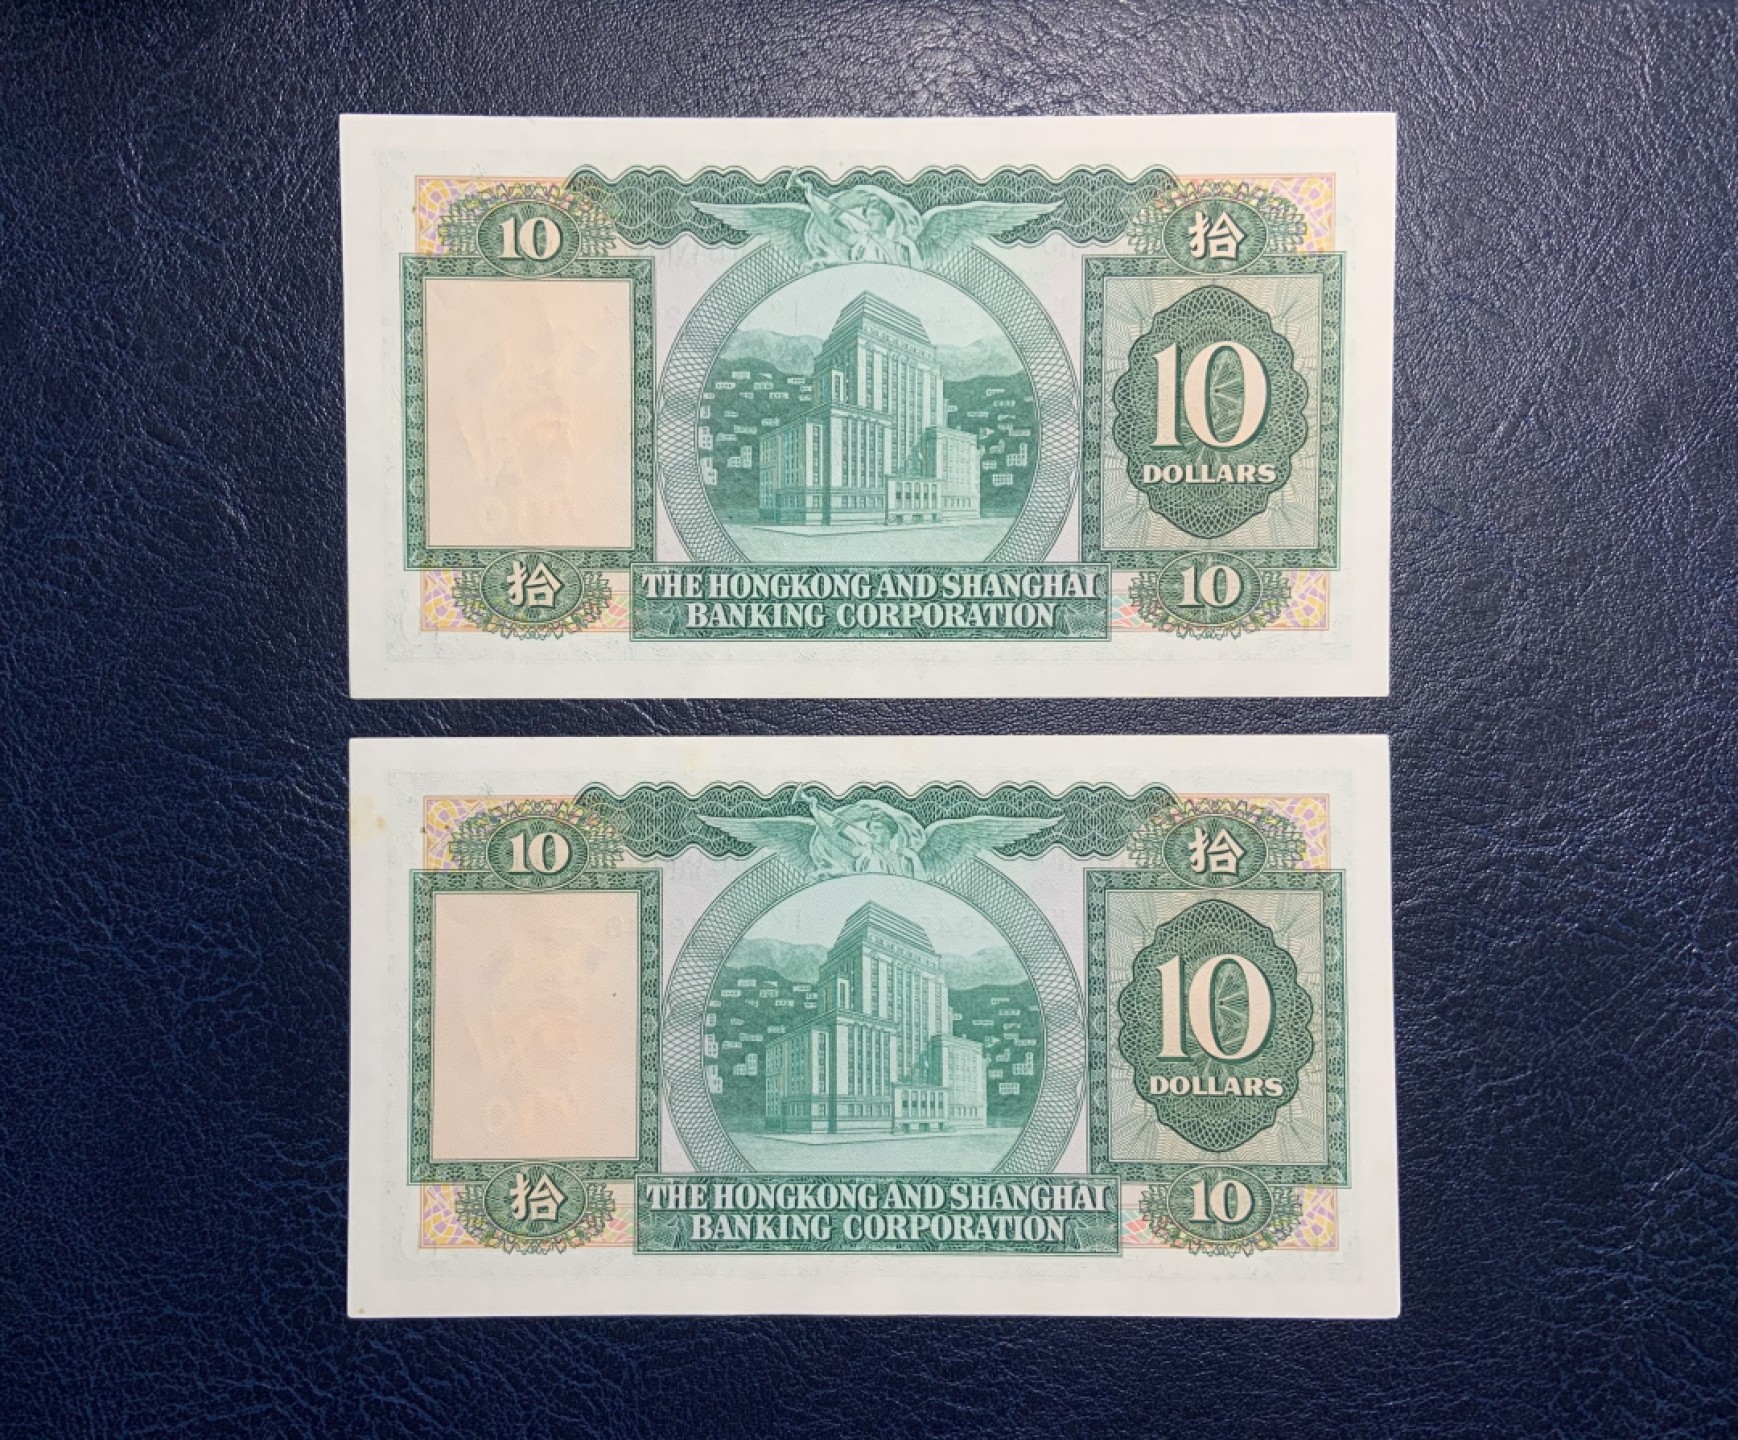 10
拾
10
DOLLARS
拾
THE HONGKONG AND SHANGHAI
BANKING CORPORATION
10
10
拾
10
DOLLARS
拾
THE HONGKONG AND SHANGHAI
BANKING CORPORATION
10